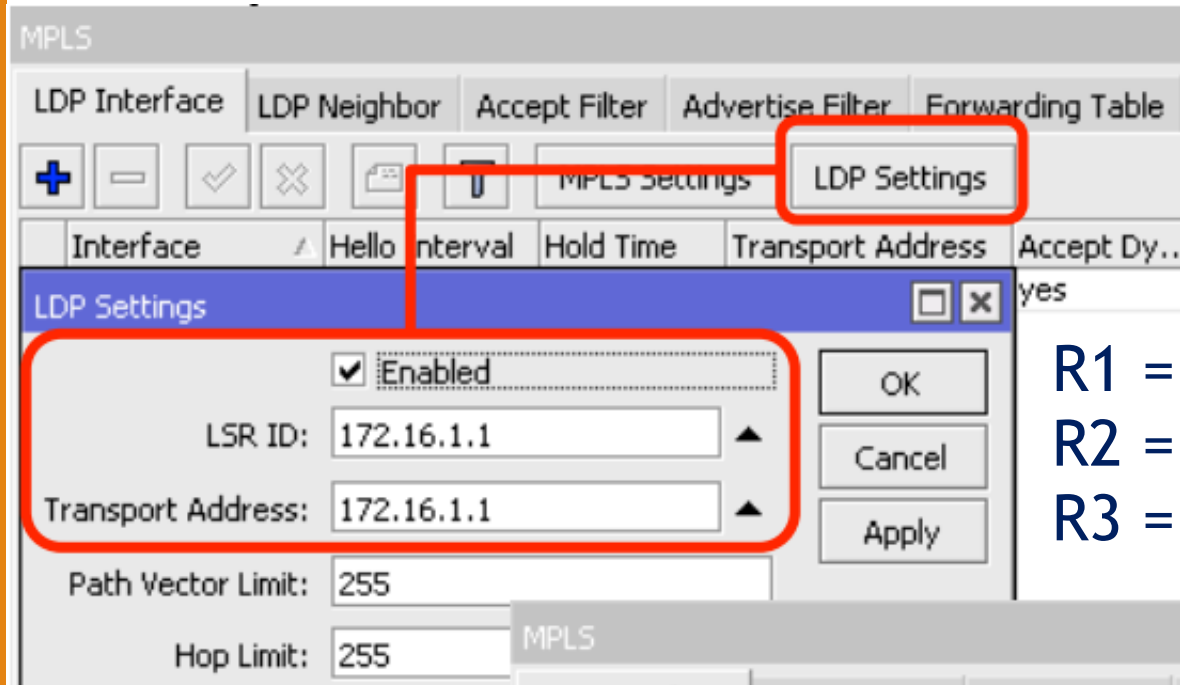 MPLS
LDP Interface LDP Neighbor Accept Filter Advertise Filter Forwarding Table
MPLS Settings LDP Settings
Interface Hello Interval Hold Time Transport Address Accept Dy..
yes
LDP Settings
Enabled
OK
LSR ID: 172.16.1.1
Cancel
Transport Address: 172.16.1.1
Apply
Path Vector Limit: 255
Hop Limit: 255
R1 =
R2 =
R3 =
MPLS